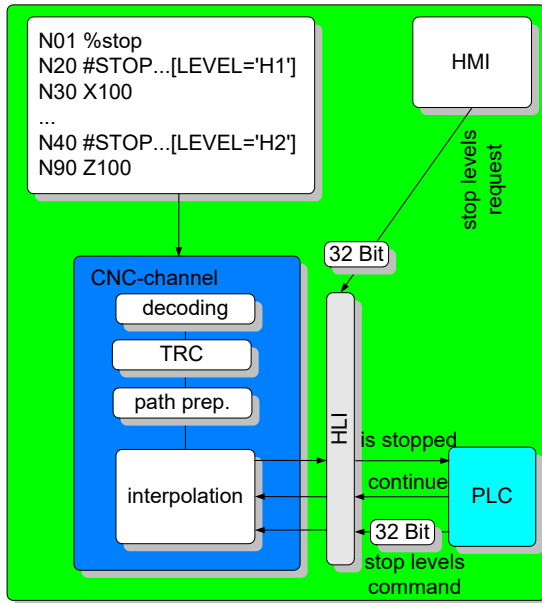 N01 %stop
N20 #STOP...[LEVEL='H1']
N30 X100
...
N40 #STOP...[LEVEL='H2']
N90 Z100
HMI
stop levels
request
32 Bit
CNC-channel
decoding
TRC
path prep.
interpolation
HLI
is stopped
continue
PLC
32 Bit
stop levels
command